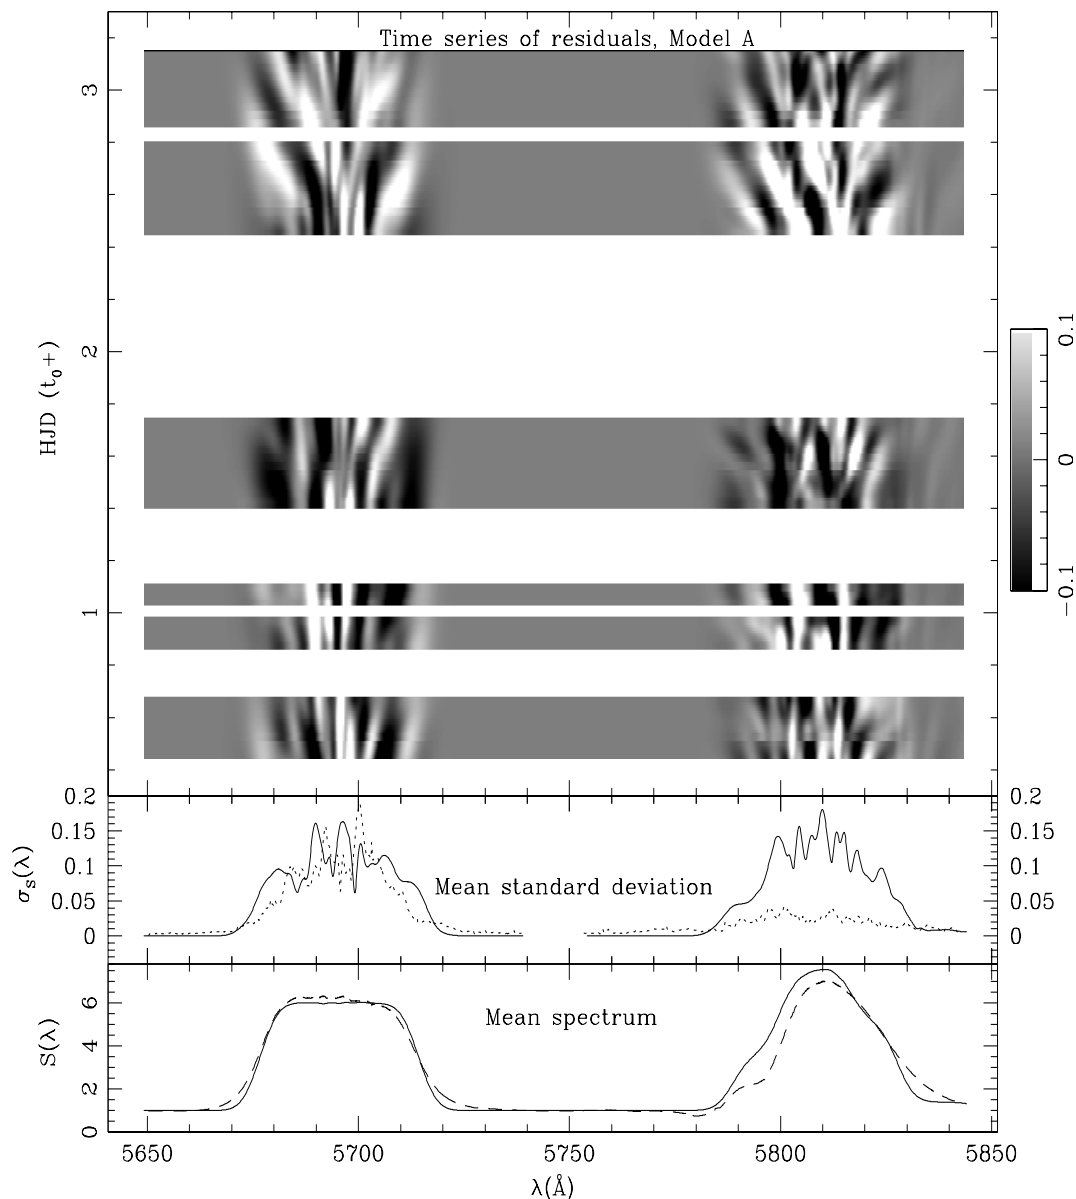 Time series of residuals, Model A
3
2
1
HJD (t₀+)
0.1
0
−0.1
0.2
0.15
0.1
0.05
0
σₛ(λ)
Mean standard deviation
0.2
0.15
0.1
0.05
0
6
4
2
0
S(λ)
Mean spectrum
5650 5700 5750 5800 5850
λ(Å)